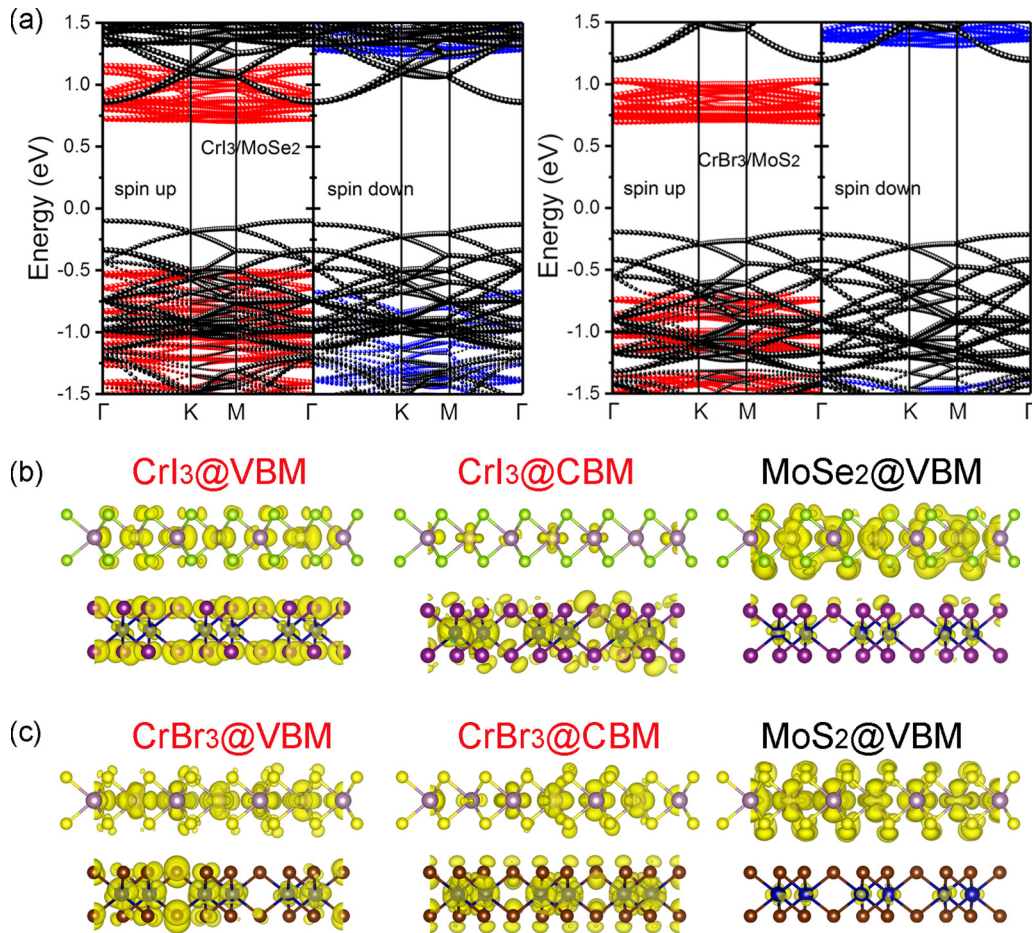 (a)
Energy (eV)
1.5
1.0
0.5
0.0
-0.5
-1.0
-1.5
CrI₃/MoSe₂
spin up
spin down
Γ K M Γ K M Γ
Energy (eV)
1.5
1.0
0.5
0.0
-0.5
-1.0
-1.5
CrBr₃/MoS₂
spin up
spin down
Γ K M Γ K M Γ
(b)
CrI₃@VBM
CrI₃@CBM
MoSe₂@VBM
(c)
CrBr₃@VBM
CrBr₃@CBM
MoS₂@VBM